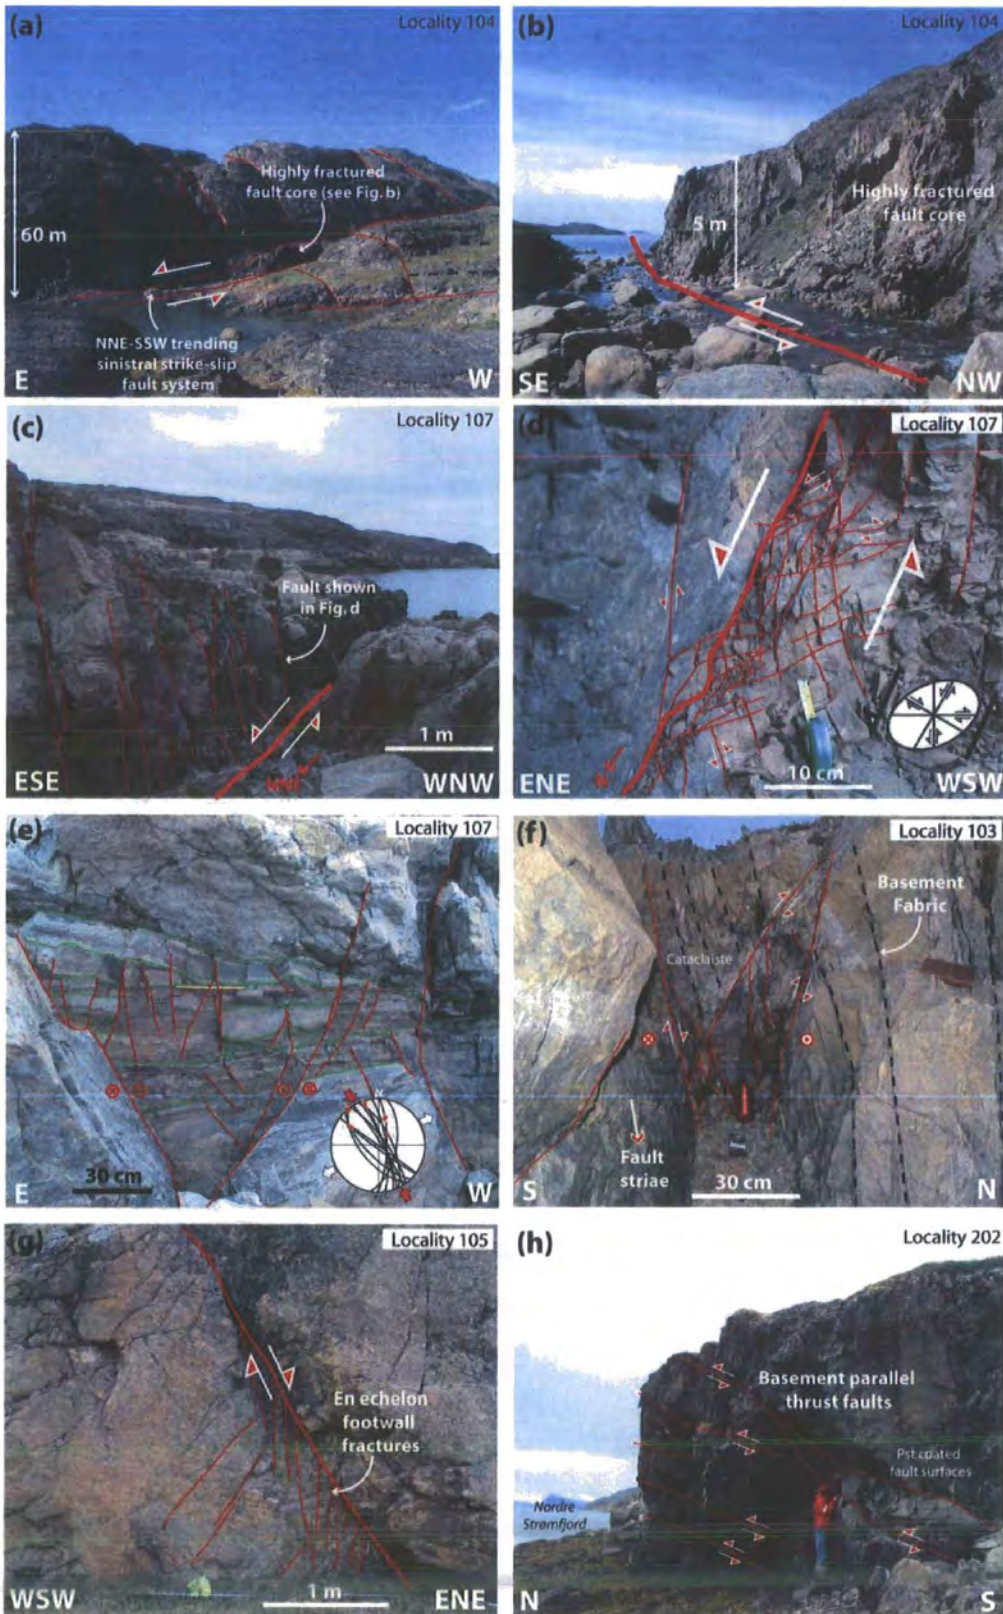 (a)
Locality 104
Highly fractured
fault core (see Fig. b)
60 m
NNE-SSW trending
sinistral strike-slip
fault system
E
W
(b)
Locality 104
Highly fractured
fault core
5 m
SE
NW
(c)
Locality 107
Fault shown
in Fig. d
1 m
ESE
WNW
(d)
Locality 107
10 cm
ENE
WSW
(e)
Locality 107
30 cm
E
W
(f)
Locality 103
Basement
Fabric
Cataclaiste
Fault
striae
30 cm
S
N
(g)
Locality 105
En echelon
footwall
fractures
1 m
WSW
ENE
(h)
Locality 202
Basement parallel
thrust faults
Pst coated
fault surfaces
Nordre
Strømfjord
N
S